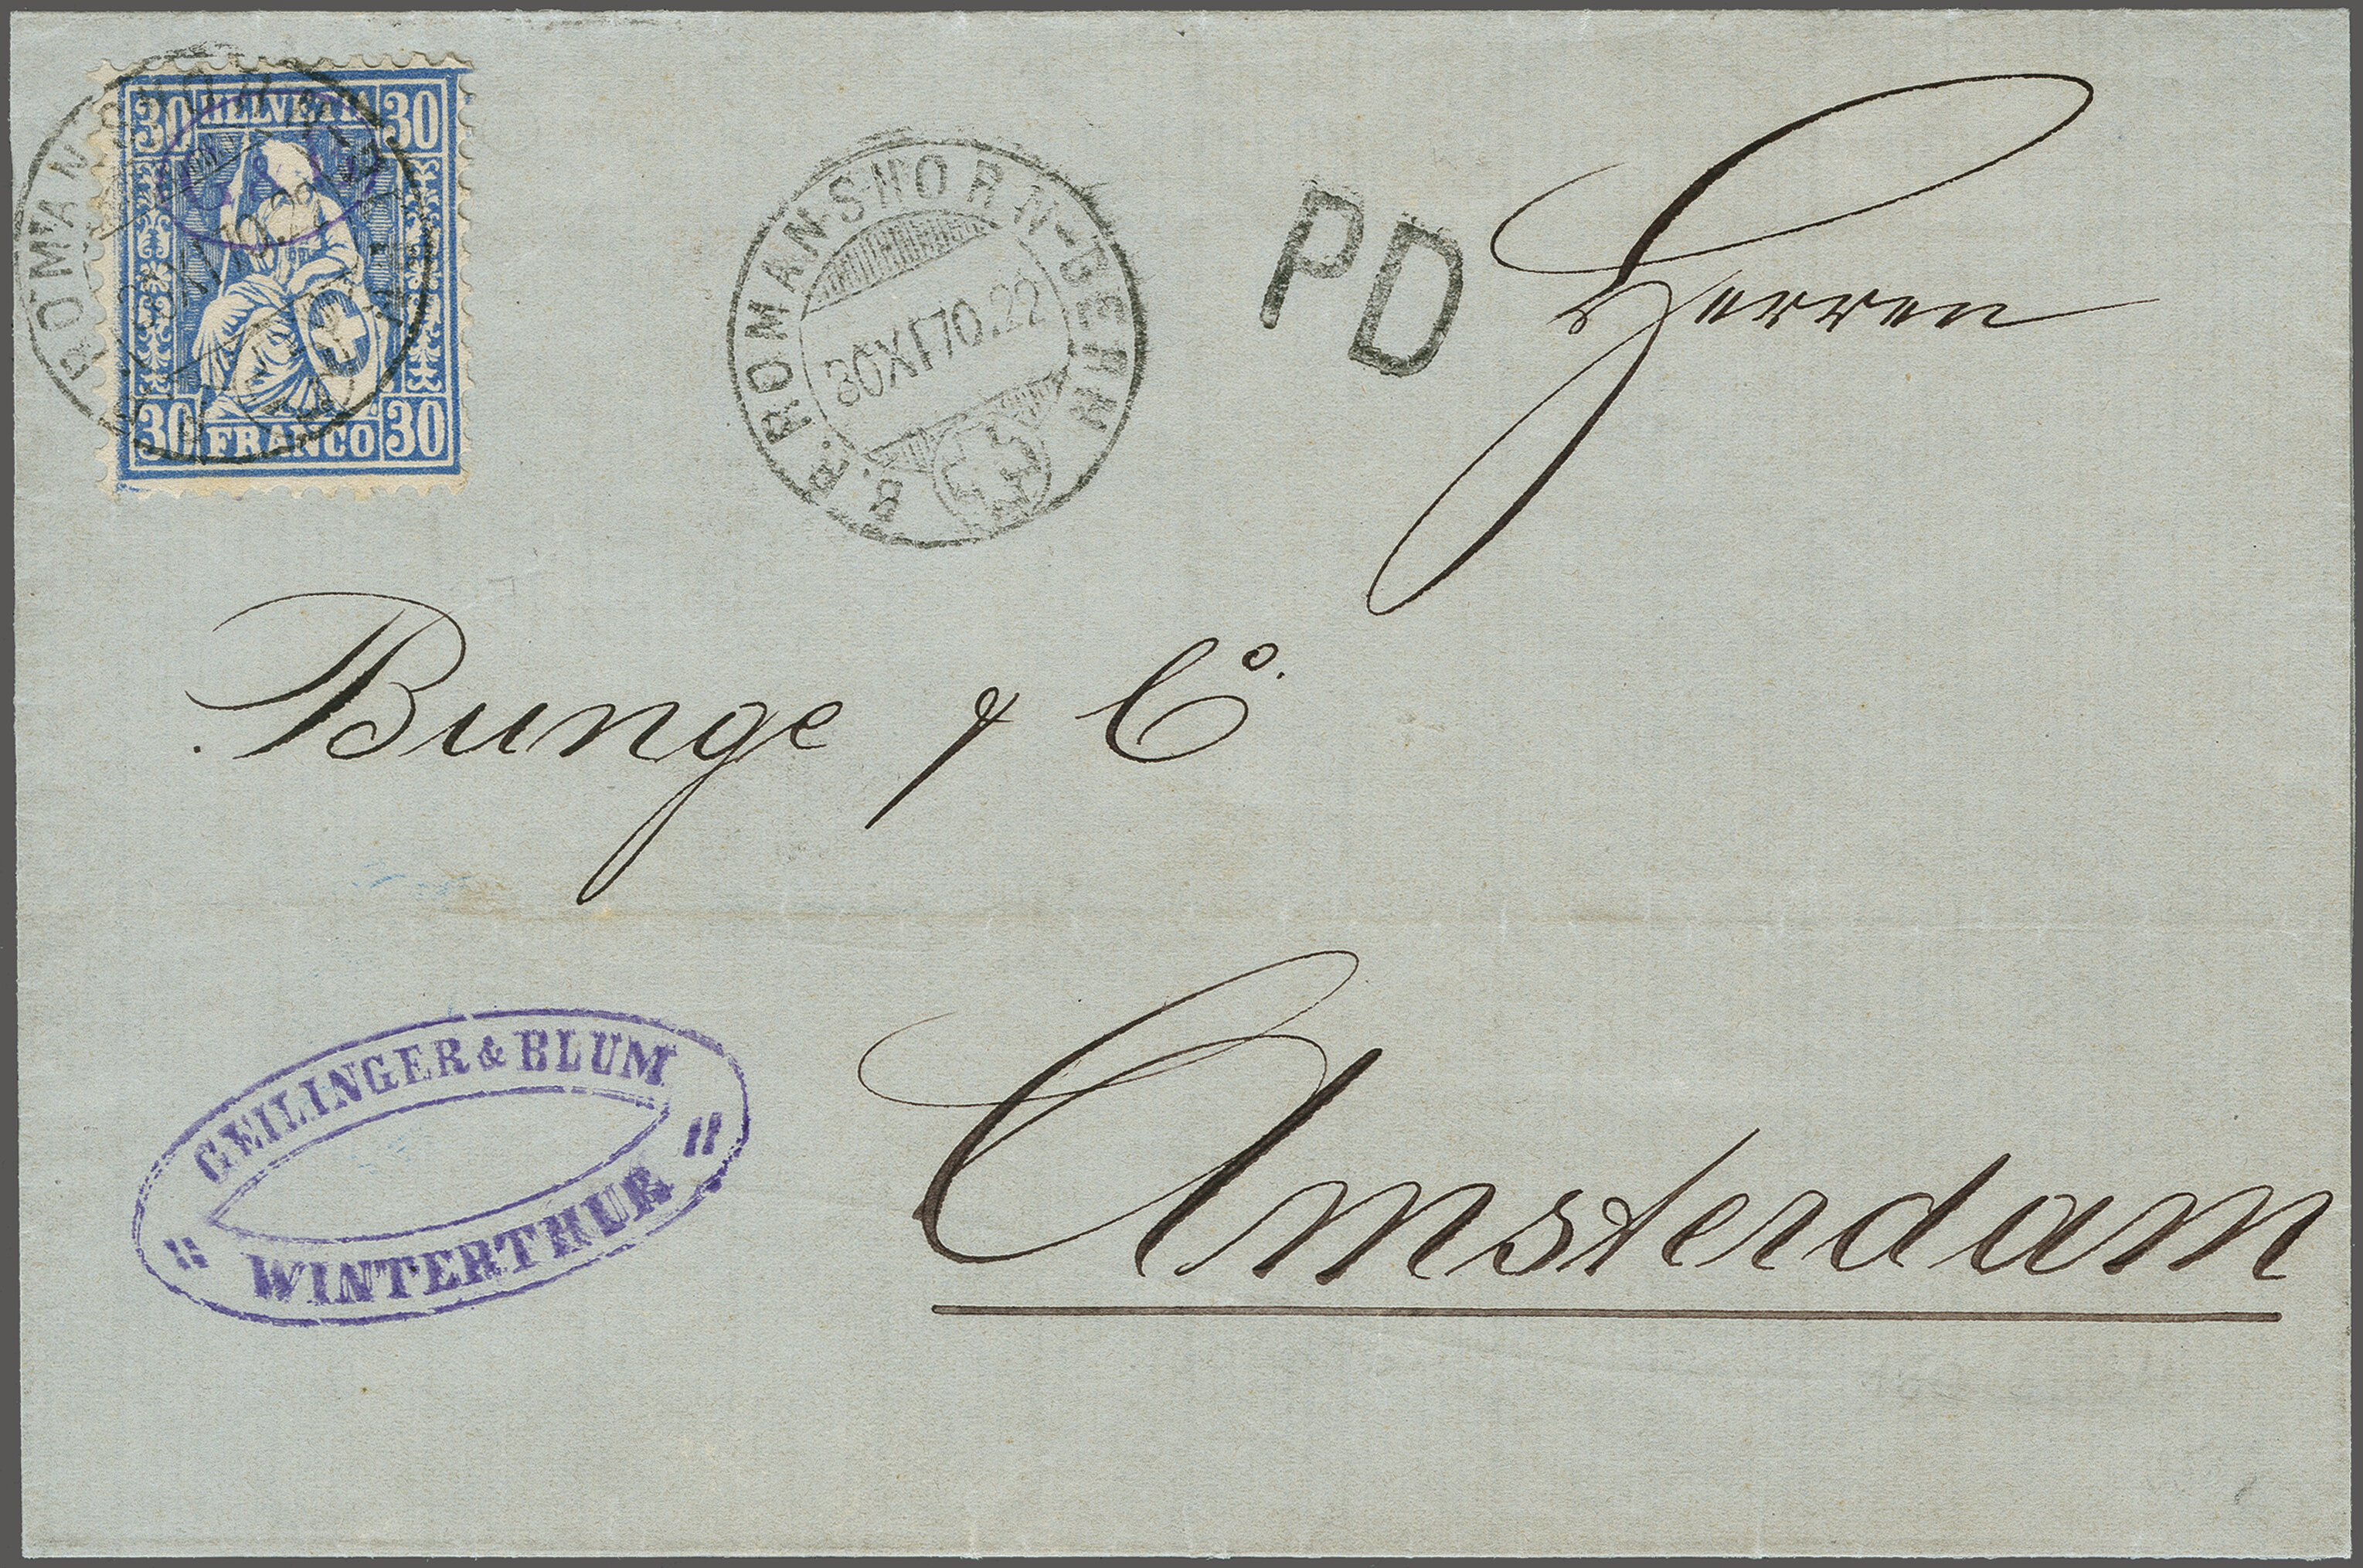 30 HELVETIA 30
G & B
30 FRANCO 30
ROMANSHORN-BERN
30 XI 70.22
PD
Herren
Bunge & Co.
Amsterdam
GEILINGER & BLUM
" WINTERTHUR "